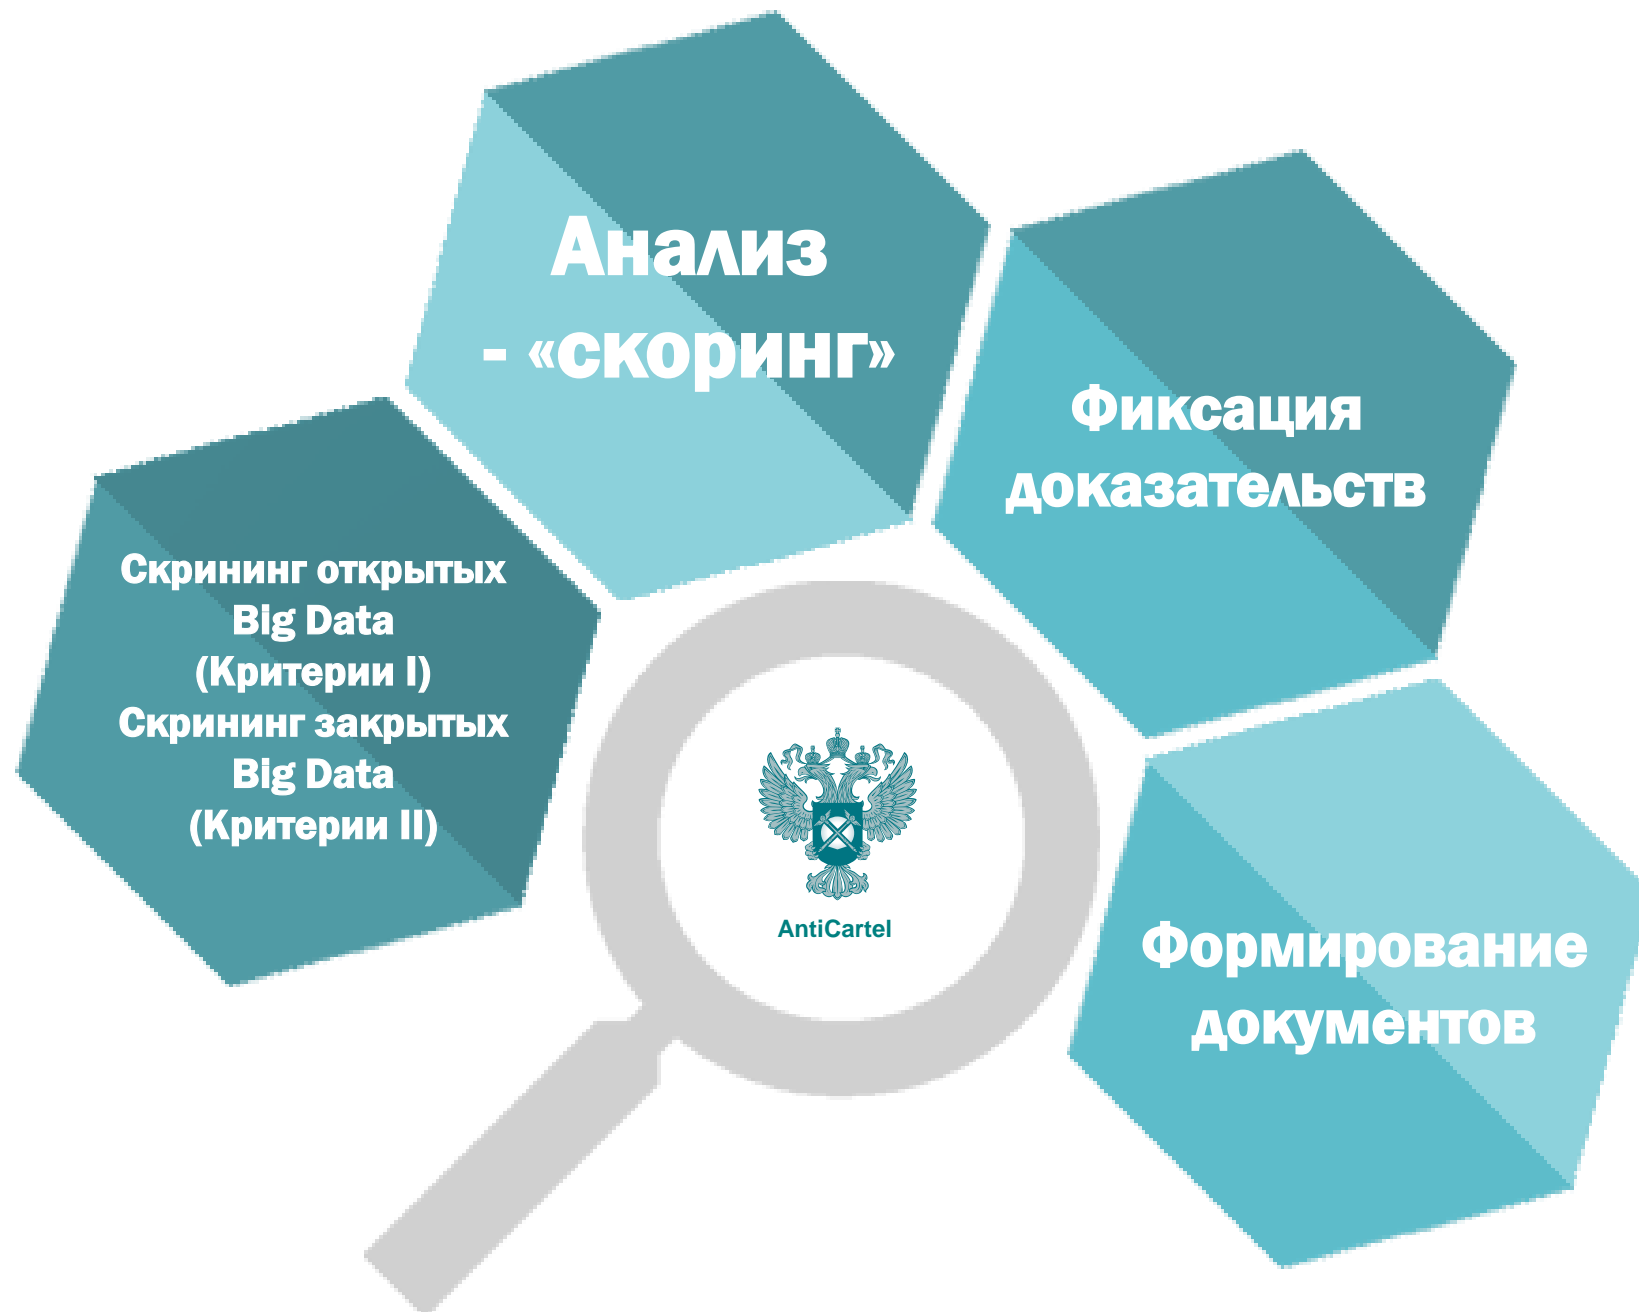 Анализ
- «скоринг»
Фиксация
доказательств
Скрининг открытых
Big Data
(Критерии I)
Скрининг закрытых
Big Data
(Критерии II)
AntiCartel
Формирование
документов